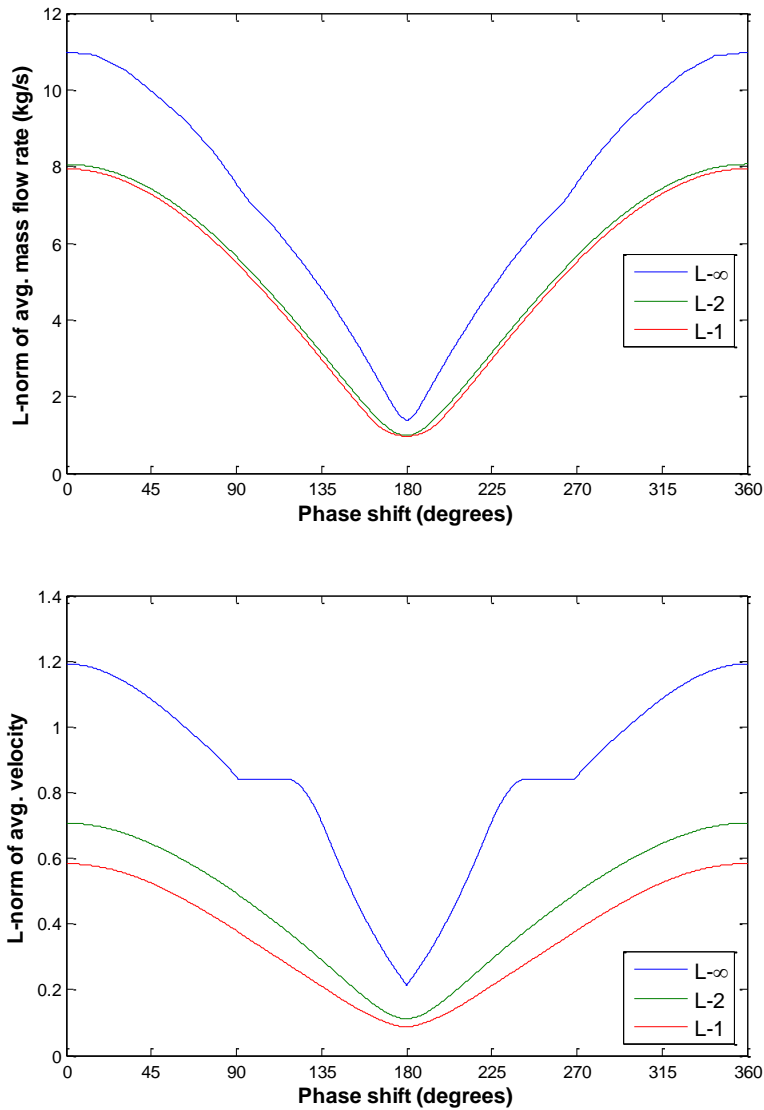 12
10
8
6
4
2
0
L-norm of avg. mass flow rate (kg/s)
L-∞
L-2
L-1
0 45 90 135 180 225 270 315 360
Phase shift (degrees)
1.4
1.2
1
0.8
0.6
0.4
0.2
0
L-norm of avg. velocity
L-∞
L-2
L-1
0 45 90 135 180 225 270 315 360
Phase shift (degrees)